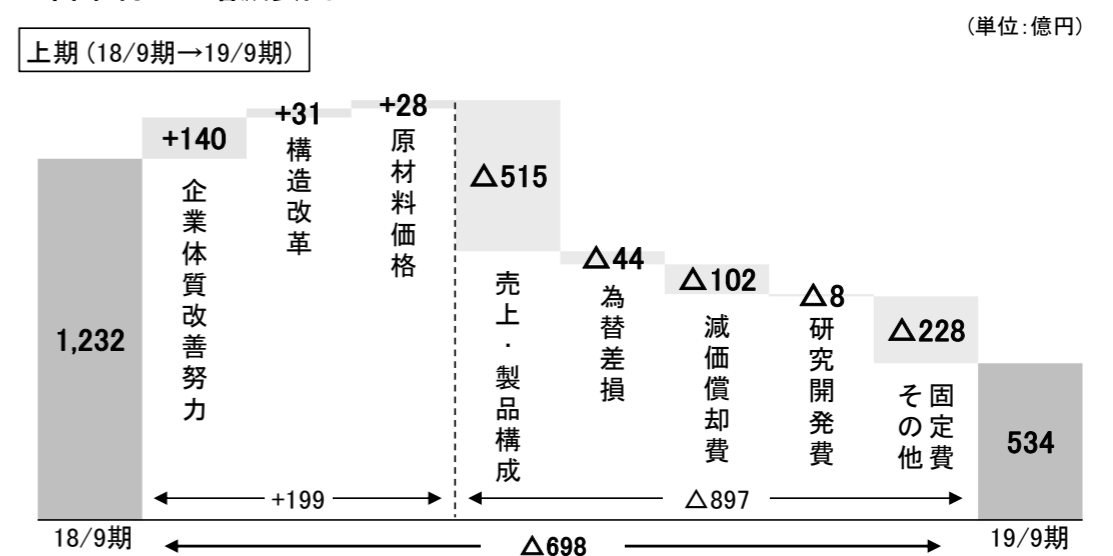 (単位:億円)
上期 (18/9期→19/9期)
1,232
+140
企業体質改善努力
+31
構造改革
+28
原材料価格
△515
売上・製品構成
△44
為替差損
△102
減価償却費
△8
研究開発費
△228
固定費
その他
534
+199
△897
18/9期
△698
19/9期